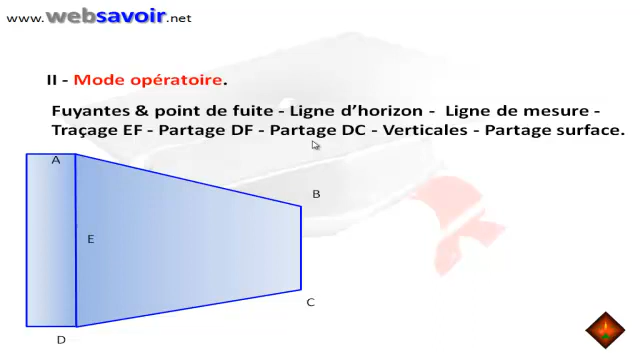 www.websavoir.net
II - Mode opératoire.
Fuyantes & point de fuite - Ligne d'horizon - Ligne de mesure -
Traçage EF - Partage DF - Partage DC - Verticales - Partage surface.
A
B
E
C
D